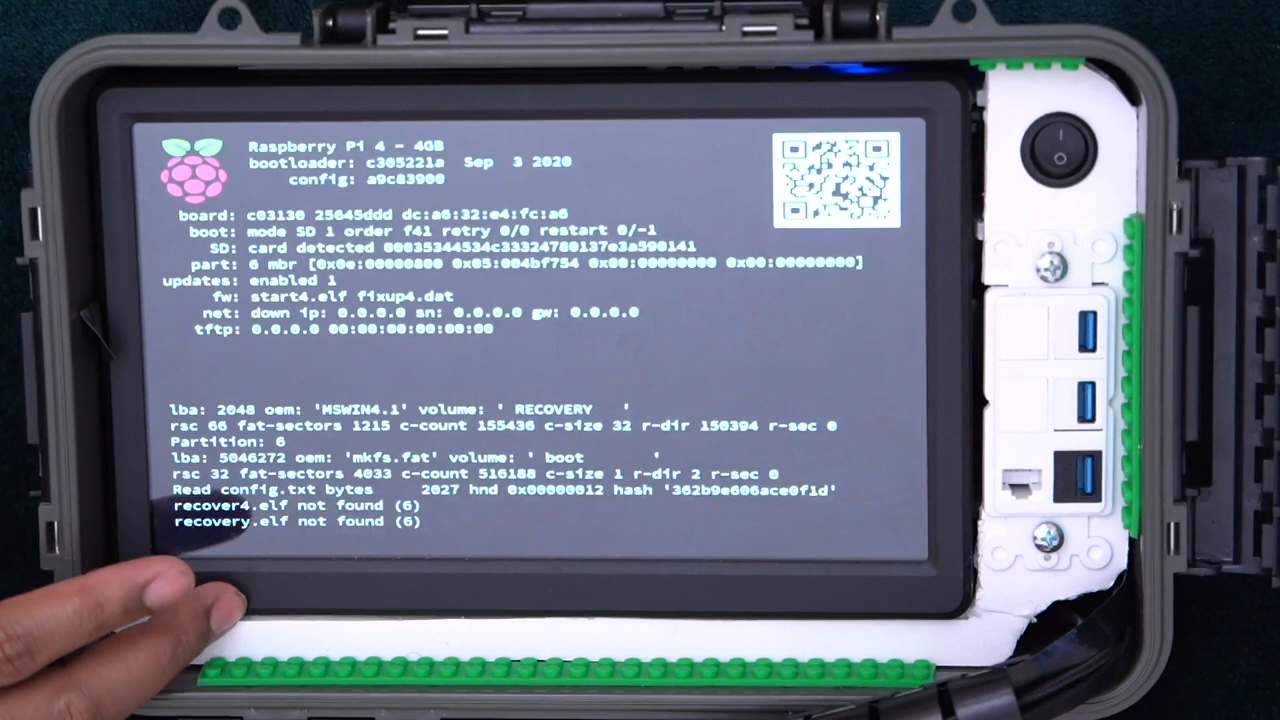 Raspberry Pi 4 - 4GB
bootloader: c305221a Sep 3 2020
config: a9c83900
board: c03130 25645ddd dc:a6:32:e4:fc:a6
boot: mode SD 1 order f41 retry 0/0 restart 0/-1
SD: card detected 00035344534c33324780137e3a590141
part: 6 mbr [0x0e:00000800 0x05:004bf754 0x00:00000000 0x00:00000000]
updates: enabled 1
fw: start4.elf fixup4.dat
net: down ip: 0.0.0.0 sn: 0.0.0.0 gw: 0.0.0.0
tftp: 0.0.0.0 00:00:00:00:00:00
lba: 2048 oem: 'MSWIN4.1' volume: ' RECOVERY   '
rsc 66 fat-sectors 1215 c-count 155436 c-size 32 r-dir 150394 r-sec 0
Partition: 6
lba: 5046272 oem: 'mkfs.fat' volume: ' boot       '
rsc 32 fat-sectors 4033 c-count 516188 c-size 1 r-dir 2 r-sec 0
Read config.txt bytes     2027 hnd 0x00000012 hash '362b9e606ace0f1d'
recover4.elf not found (6)
recovery.elf not found (6)